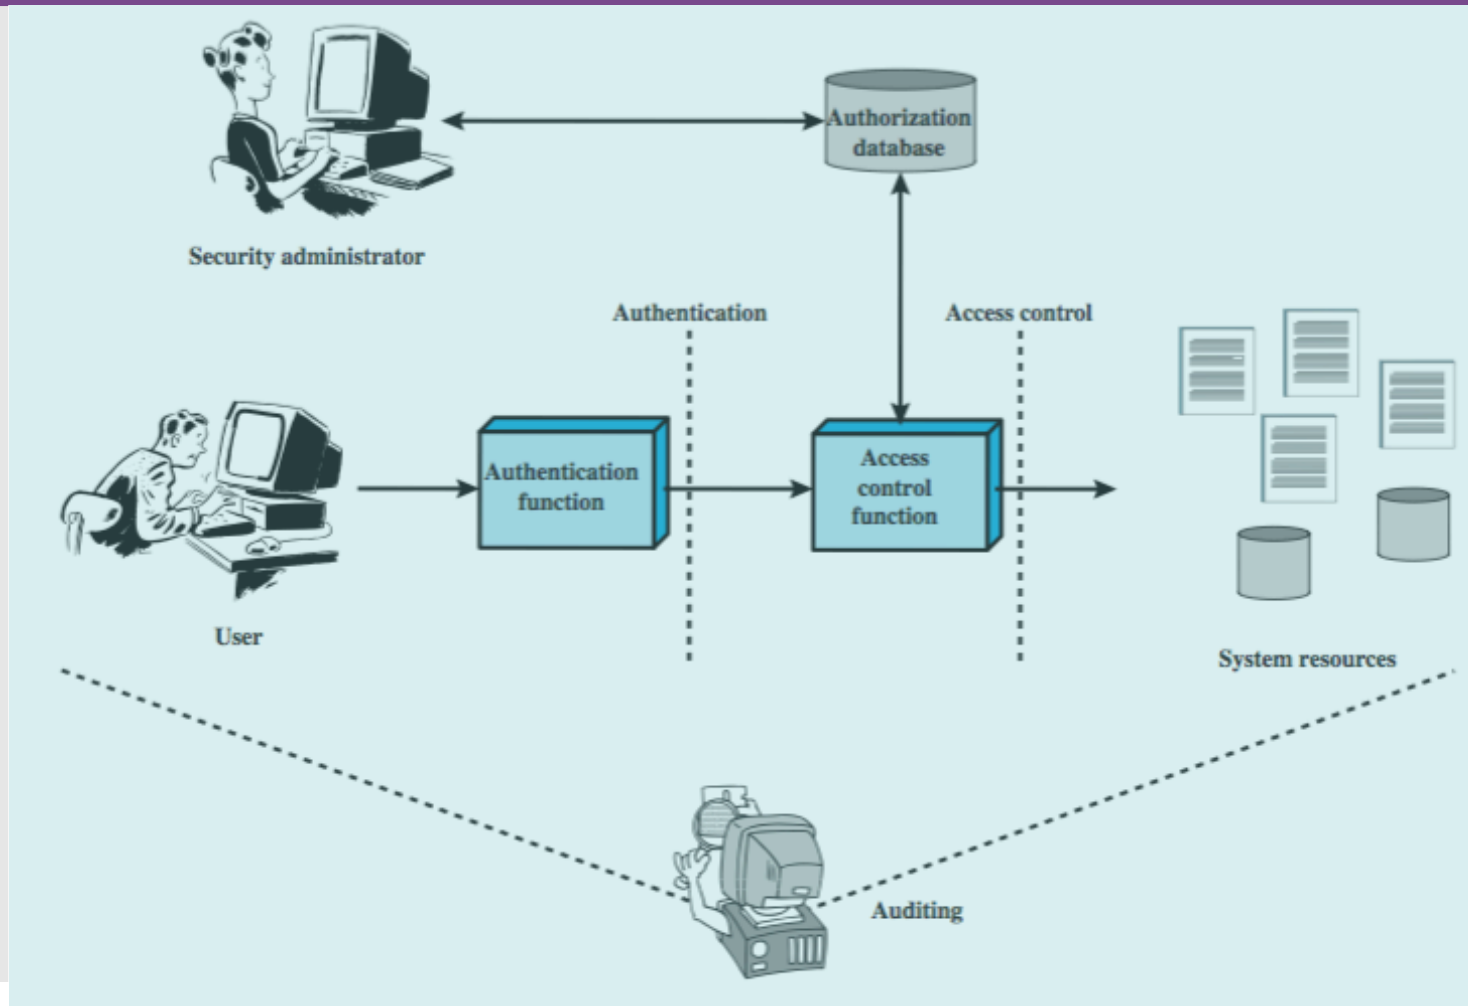 Authorization
database
Security administrator
Authentication
Access control
Authentication
function
Access
control
function
User
System resources
Auditing